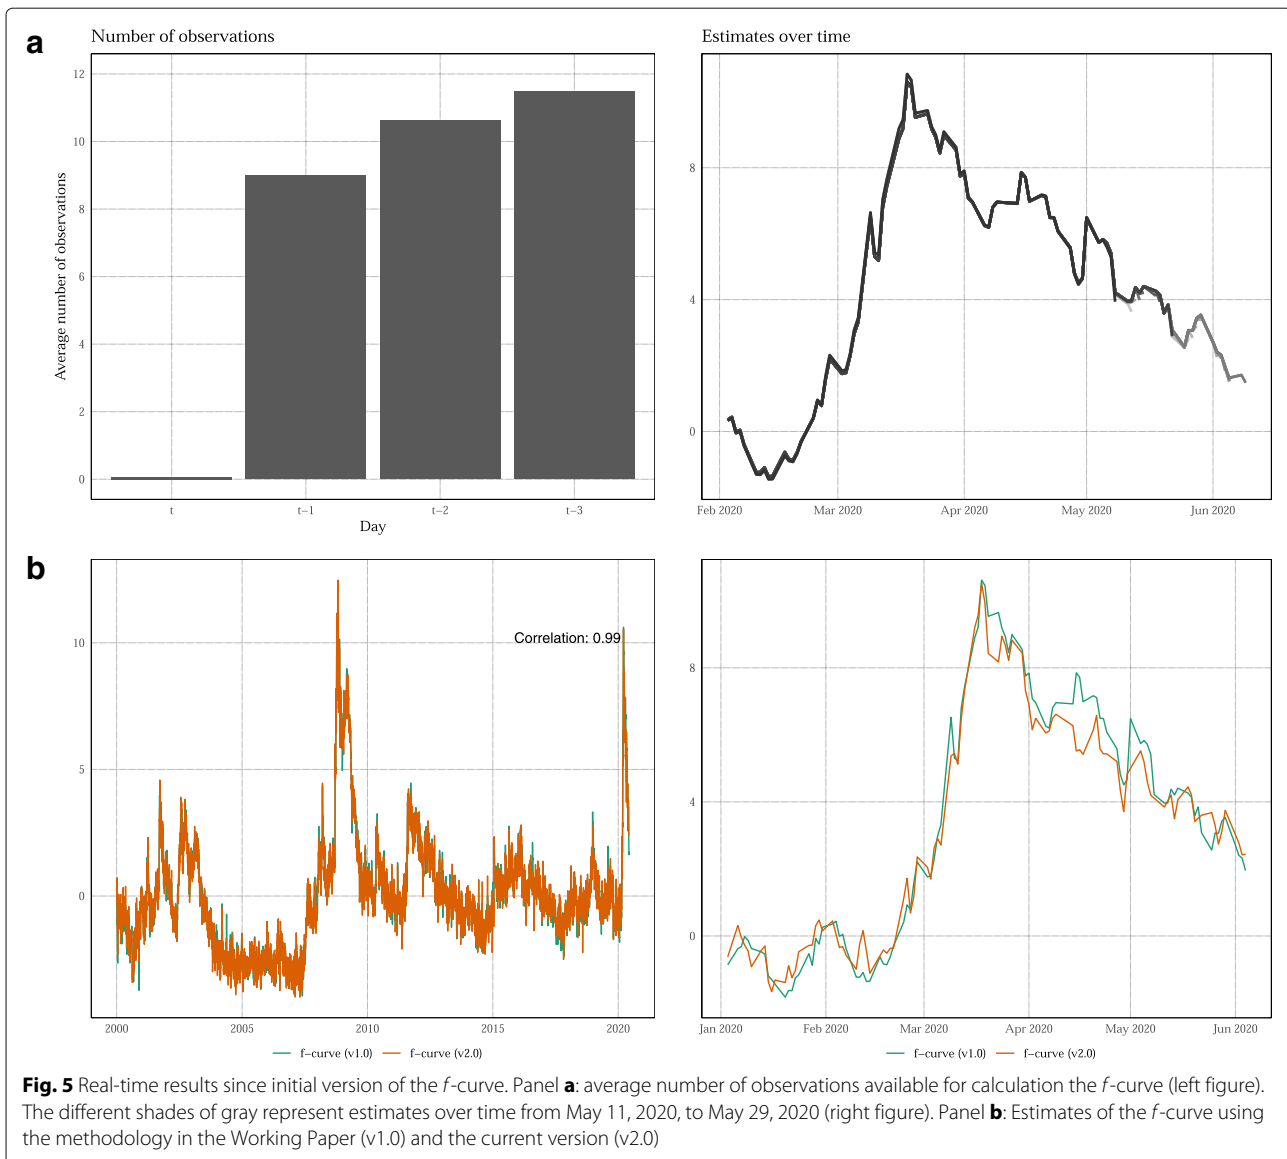 a
Number of observations
Average number of observations
12
10
8
6
4
2
0
t
t−1
t−2
t−3
Day
Estimates over time
8
4
0
Feb 2020
Mar 2020
Apr 2020
May 2020
Jun 2020
b
10
5
0
Correlation: 0.99
2000
2005
2010
2015
2020
f−curve (v1.0)
f−curve (v2.0)
8
4
0
Jan 2020
Feb 2020
Mar 2020
Apr 2020
May 2020
Jun 2020
f−curve (v1.0)
f−curve (v2.0)
Fig. 5 Real-time results since initial version of the f-curve. Panel a: average number of observations available for calculation the f-curve (left figure).
The different shades of gray represent estimates over time from May 11, 2020, to May 29, 2020 (right figure). Panel b: Estimates of the f-curve using
the methodology in the Working Paper (v1.0) and the current version (v2.0)